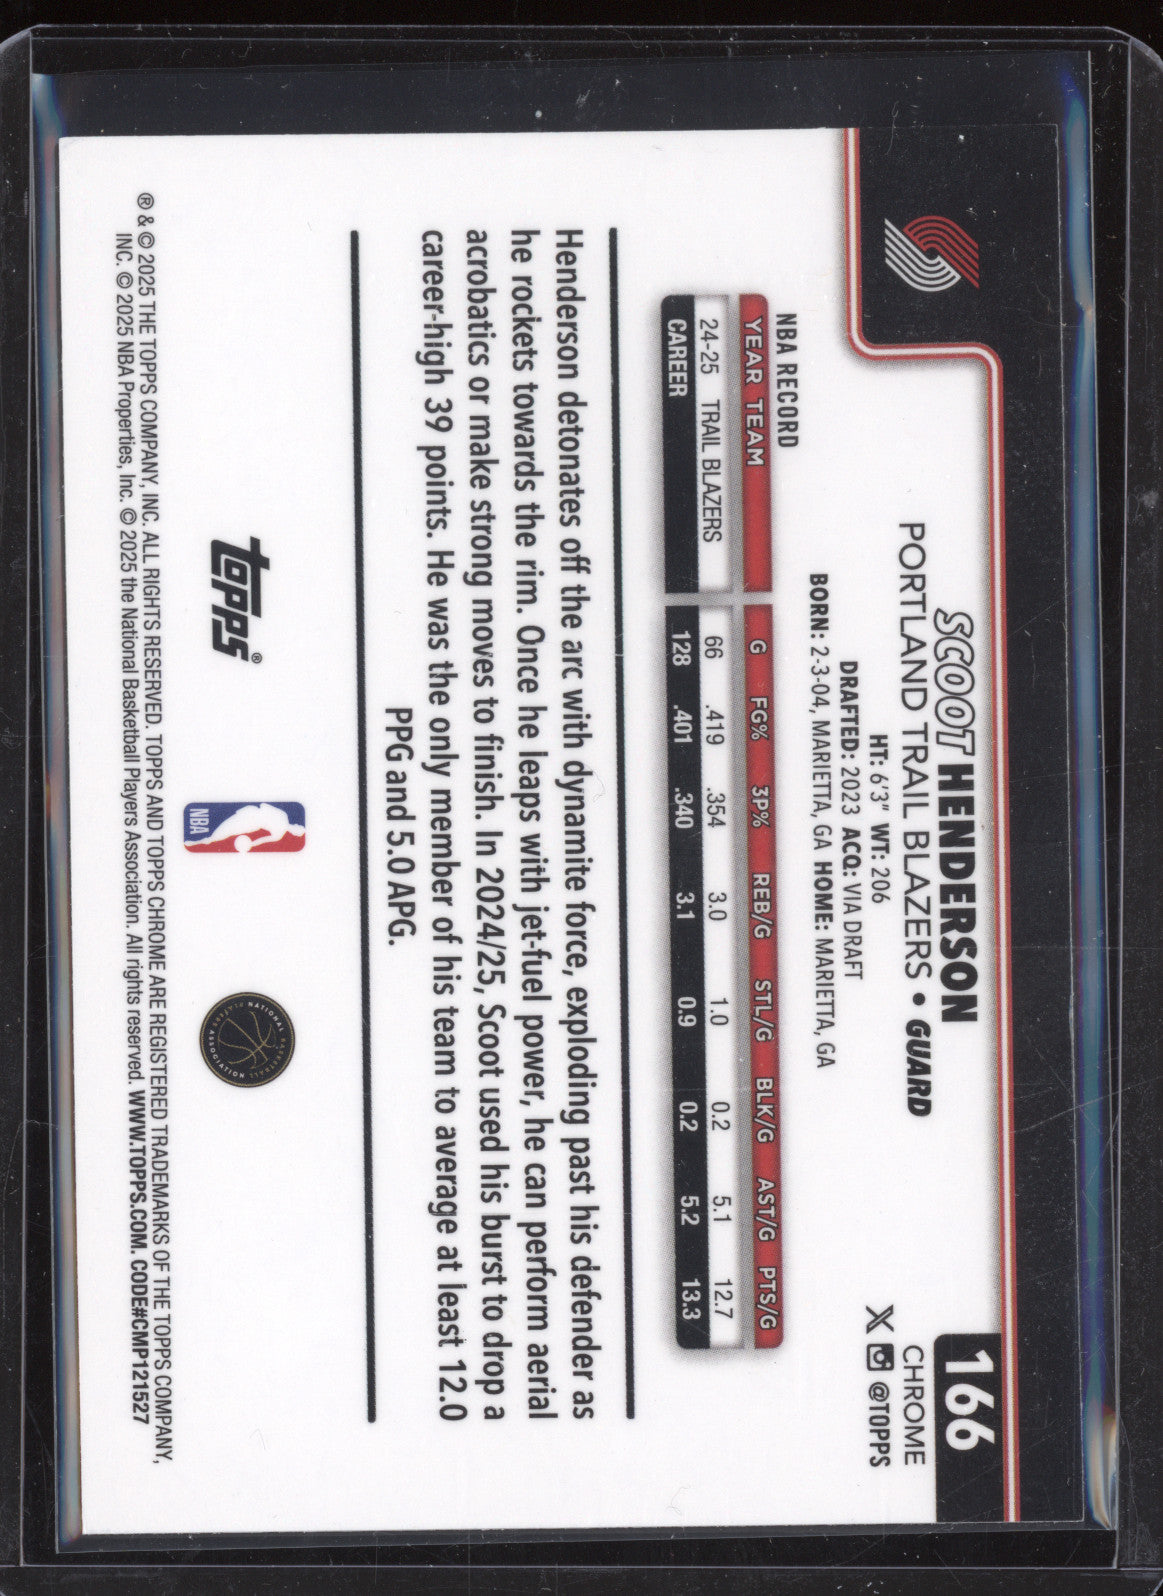 166
CHROME
X @TOPPS
SCOOT HENDERSON
PORTLAND TRAIL BLAZERS • GUARD
HT: 6'3" WT: 206
DRAFTED: 2023 ACQ: VIA DRAFT
BORN: 2-3-04, MARIETTA, GA HOME: MARIETTA, GA
NBA RECORD
YEAR TEAM G FG% 3P% REB/G STL/G BLK/G AST/G PTS/G
24-25 TRAIL BLAZERS 66 .419 .354 3.0 1.0 0.2 5.1 12.7
CAREER 128 .401 .340 3.1 0.9 0.2 5.2 13.3
Henderson detonates off the arc with dynamite force, exploding past his defender as
he rockets towards the rim. Once he leaps with jet-fuel power, he can perform aerial
acrobatics or make strong moves to finish. In 2024/25, Scoot used his burst to drop a
career-high 39 points. He was the only member of his team to average at least 12.0
PPG and 5.0 APG.
topps®
NBA
NATIONAL BASKETBALL PLAYERS ASSOCIATION
® & © 2025 THE TOPPS COMPANY, INC. ALL RIGHTS RESERVED. TOPPS AND TOPPS CHROME ARE REGISTERED TRADEMARKS OF THE TOPPS COMPANY,
INC. © 2025 NBA Properties, Inc. © 2025 the National Basketball Players Association. All rights reserved. WWW.TOPPS.COM. CODE#CMP121527